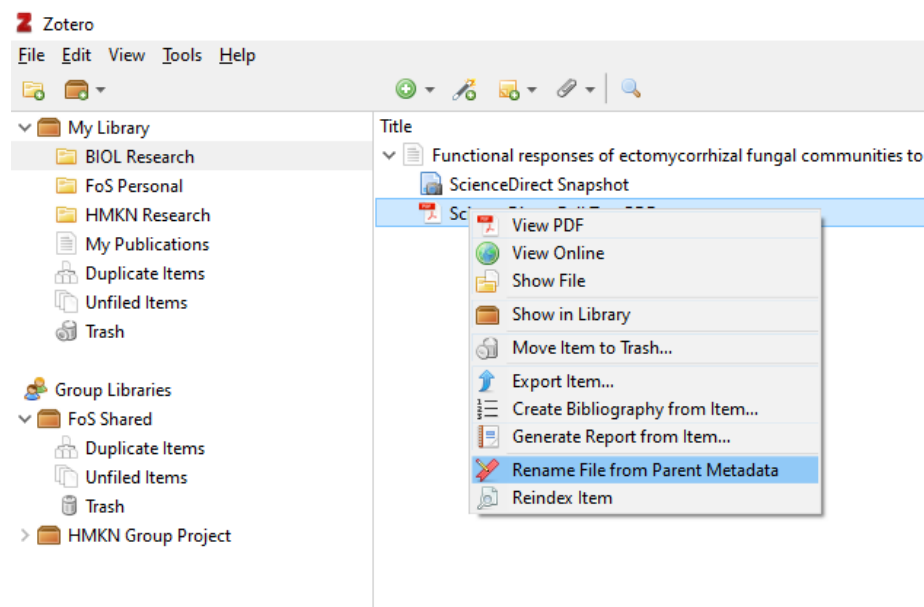 Zotero
File Edit View Tools Help
My Library
BIOL Research
FoS Personal
HMKN Research
My Publications
Duplicate Items
Unfiled Items
Trash
Group Libraries
FoS Shared
Duplicate Items
Unfiled Items
Trash
HMKN Group Project
Title
Functional responses of ectomycorrhizal fungal communities to
ScienceDirect Snapshot
View PDF
View Online
Show File
Show in Library
Move Item to Trash...
Export Item...
Create Bibliography from Item...
Generate Report from Item...
Rename File from Parent Metadata
Reindex Item